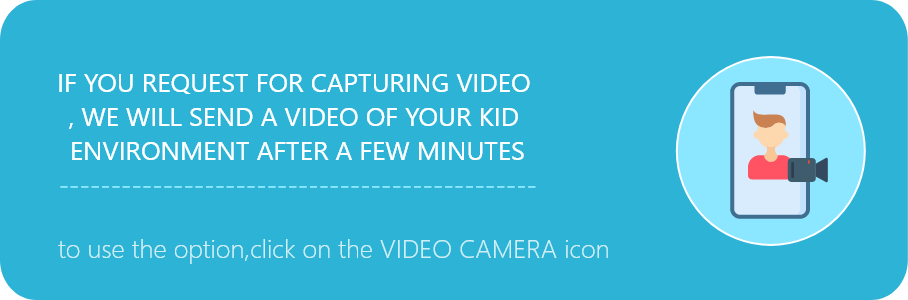 IF YOU REQUEST FOR CAPTURING VIDEO
, WE WILL SEND A VIDEO OF YOUR KID
ENVIRONMENT AFTER A FEW MINUTES
to use the option,click on the VIDEO CAMERA icon